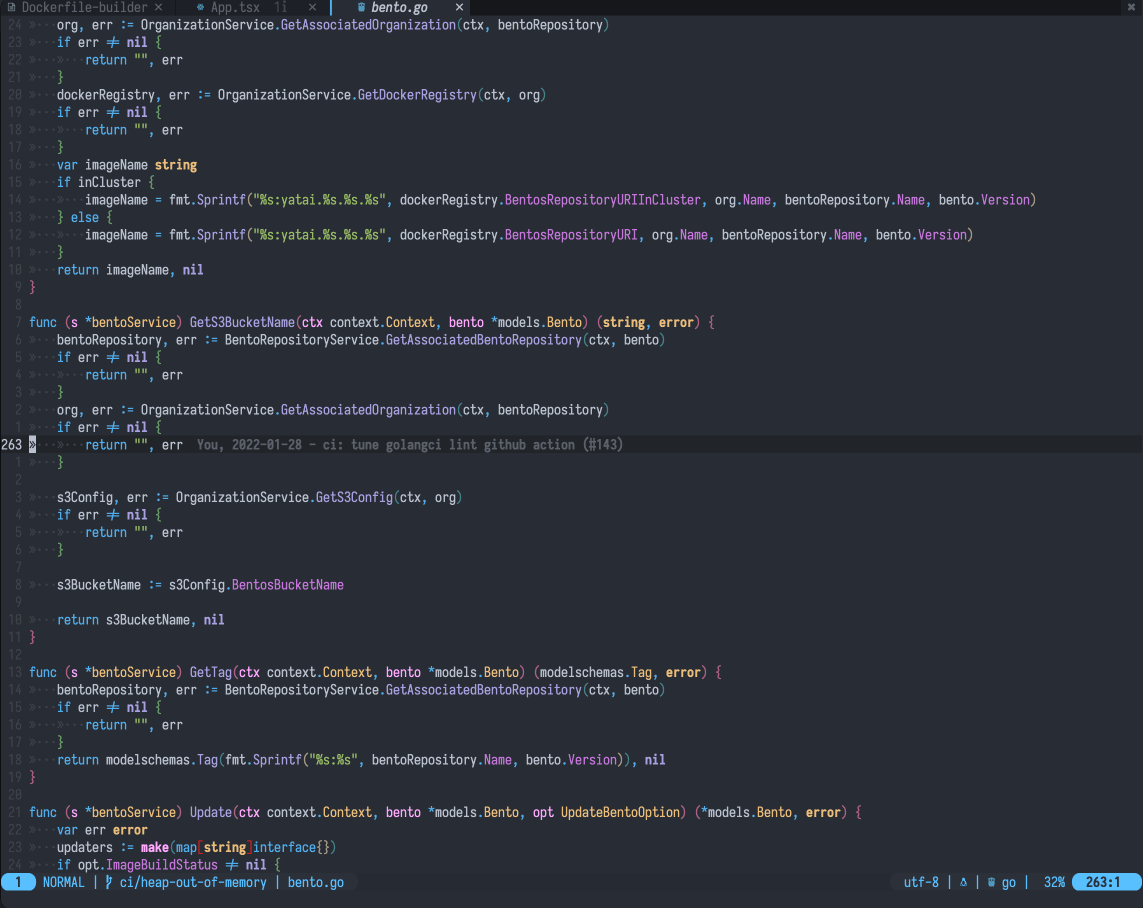 Dockerfile-builder × App.tsx 1i × bento.go × ×
24 org, err := OrganizationService.GetAssociatedOrganization(ctx, bentoRepository)
23 if err ≠ nil {
22 return "", err
21 }
20 dockerRegistry, err := OrganizationService.GetDockerRegistry(ctx, org)
19 if err ≠ nil {
18 return "", err
17 }
16 var imageName string
15 if inCluster {
14 imageName = fmt.Sprintf("%s:yatai.%s.%s.%s", dockerRegistry.BentosRepositoryURIInCluster, org.Name, bentoRepository.Name, bento.Version)
13 } else {
12 imageName = fmt.Sprintf("%s:yatai.%s.%s.%s", dockerRegistry.BentosRepositoryURI, org.Name, bentoRepository.Name, bento.Version)
11 }
10 return imageName, nil
9 }
8
7 func (s *bentoService) GetS3BucketName(ctx context.Context, bento *models.Bento) (string, error) {
6 bentoRepository, err := BentoRepositoryService.GetAssociatedBentoRepository(ctx, bento)
5 if err ≠ nil {
4 return "", err
3 }
2 org, err := OrganizationService.GetAssociatedOrganization(ctx, bentoRepository)
1 if err ≠ nil {
263 » return "", err You, 2022-01-28 - ci: tune golangci lint github action (#143)
1 }
2
3 s3Config, err := OrganizationService.GetS3Config(ctx, org)
4 if err ≠ nil {
5 return "", err
6 }
7
8 s3BucketName := s3Config.BentosBucketName
9
10 return s3BucketName, nil
11 }
12
13 func (s *bentoService) GetTag(ctx context.Context, bento *models.Bento) (modelschemas.Tag, error) {
14 bentoRepository, err := BentoRepositoryService.GetAssociatedBentoRepository(ctx, bento)
15 if err ≠ nil {
16 return "", err
17 }
18 return modelschemas.Tag(fmt.Sprintf("%s:%s", bentoRepository.Name, bento.Version)), nil
19 }
20
21 func (s *bentoService) Update(ctx context.Context, bento *models.Bento, opt UpdateBentoOption) (*models.Bento, error) {
22 var err error
23 updaters := make(map[string]interface{})
24 if opt.ImageBuildStatus ≠ nil {
1 NORMAL | ci/heap-out-of-memory | bento.go utf-8 | | go | 32% 263:1